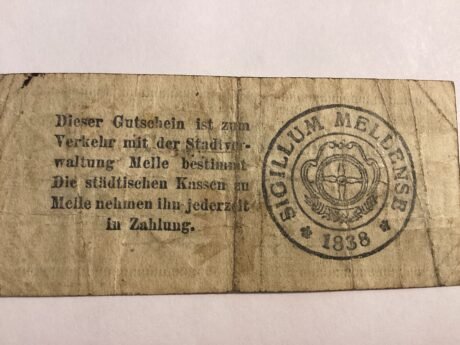 Dieser Gutschein ist zum
Verkehr mit der Stadtver-
waltung Melle bestimmt
Die städtischen Kassen zu
Melle nehmen ihn jederzeit
in Zahlung.
SIGILLUM MELDENSE
* 1838 *